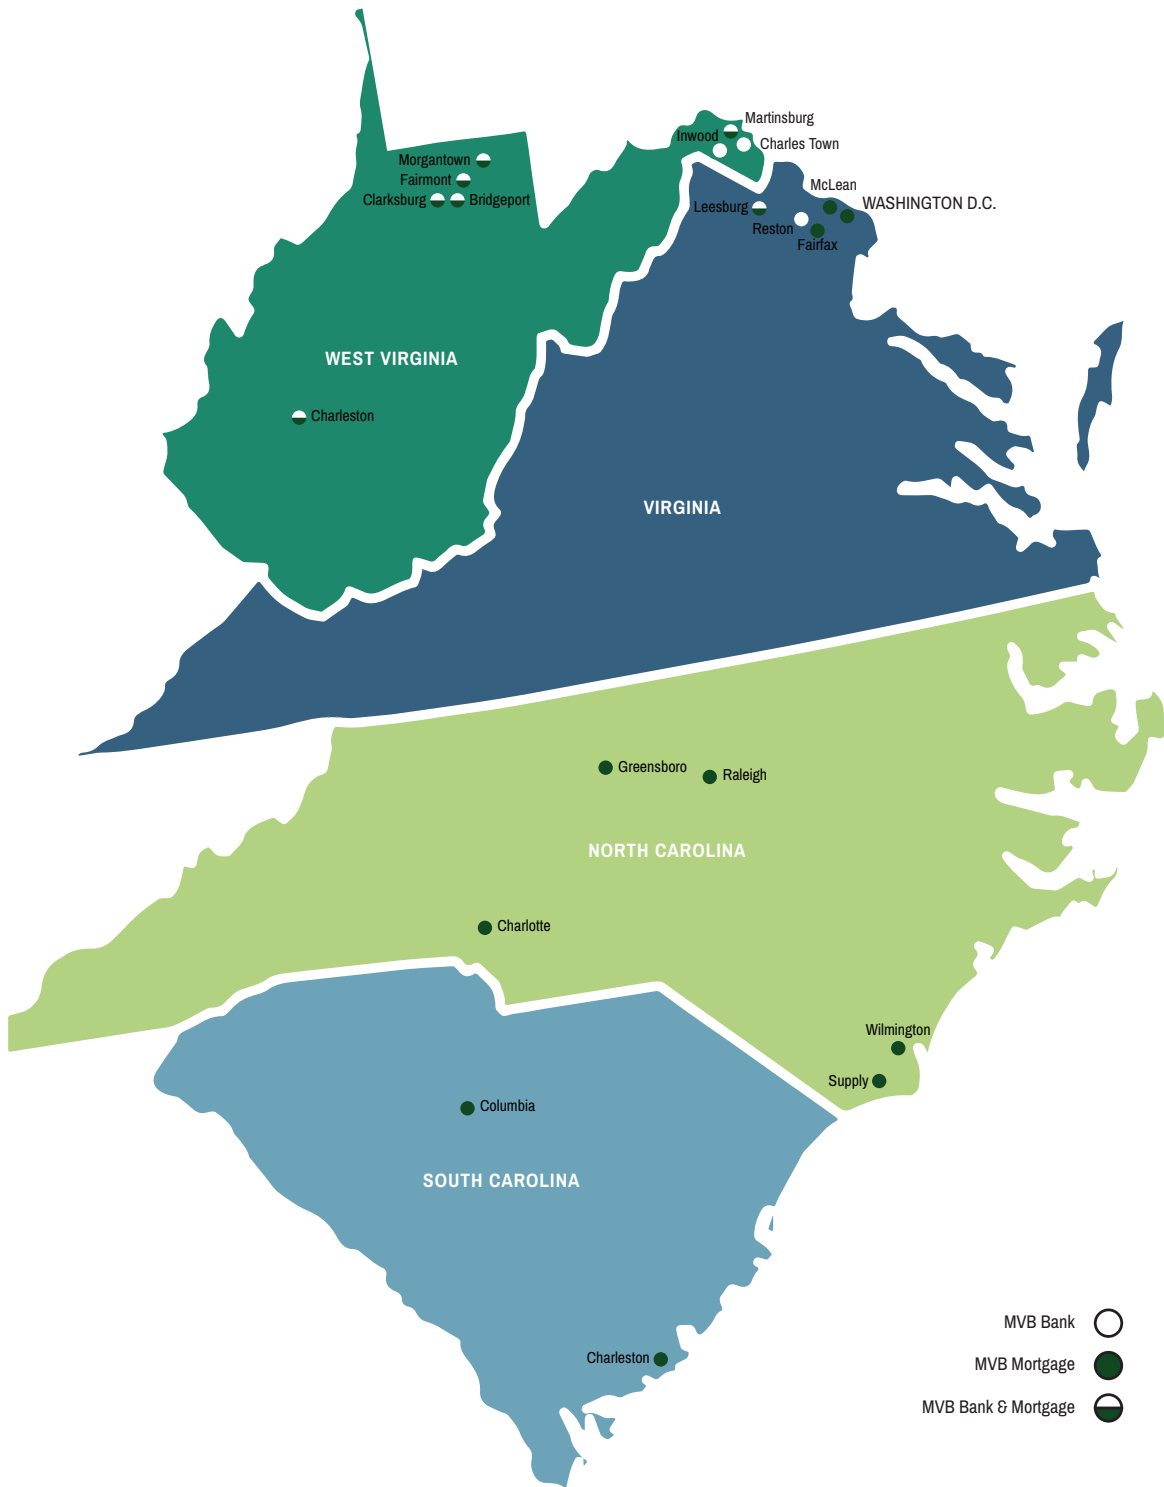 Martinsburg
Inwood
Charles Town
Morgantown
Fairmont
Clarksburg
Bridgeport
McLean
WASHINGTON D.C.
Leesburg
Reston
Fairfax
WEST VIRGINIA
Charleston
VIRGINIA
Greensboro
Raleigh
NORTH CAROLINA
Charlotte
Wilmington
Supply
Columbia
SOUTH CAROLINA
Charleston
MVB Bank
MVB Mortgage
MVB Bank & Mortgage